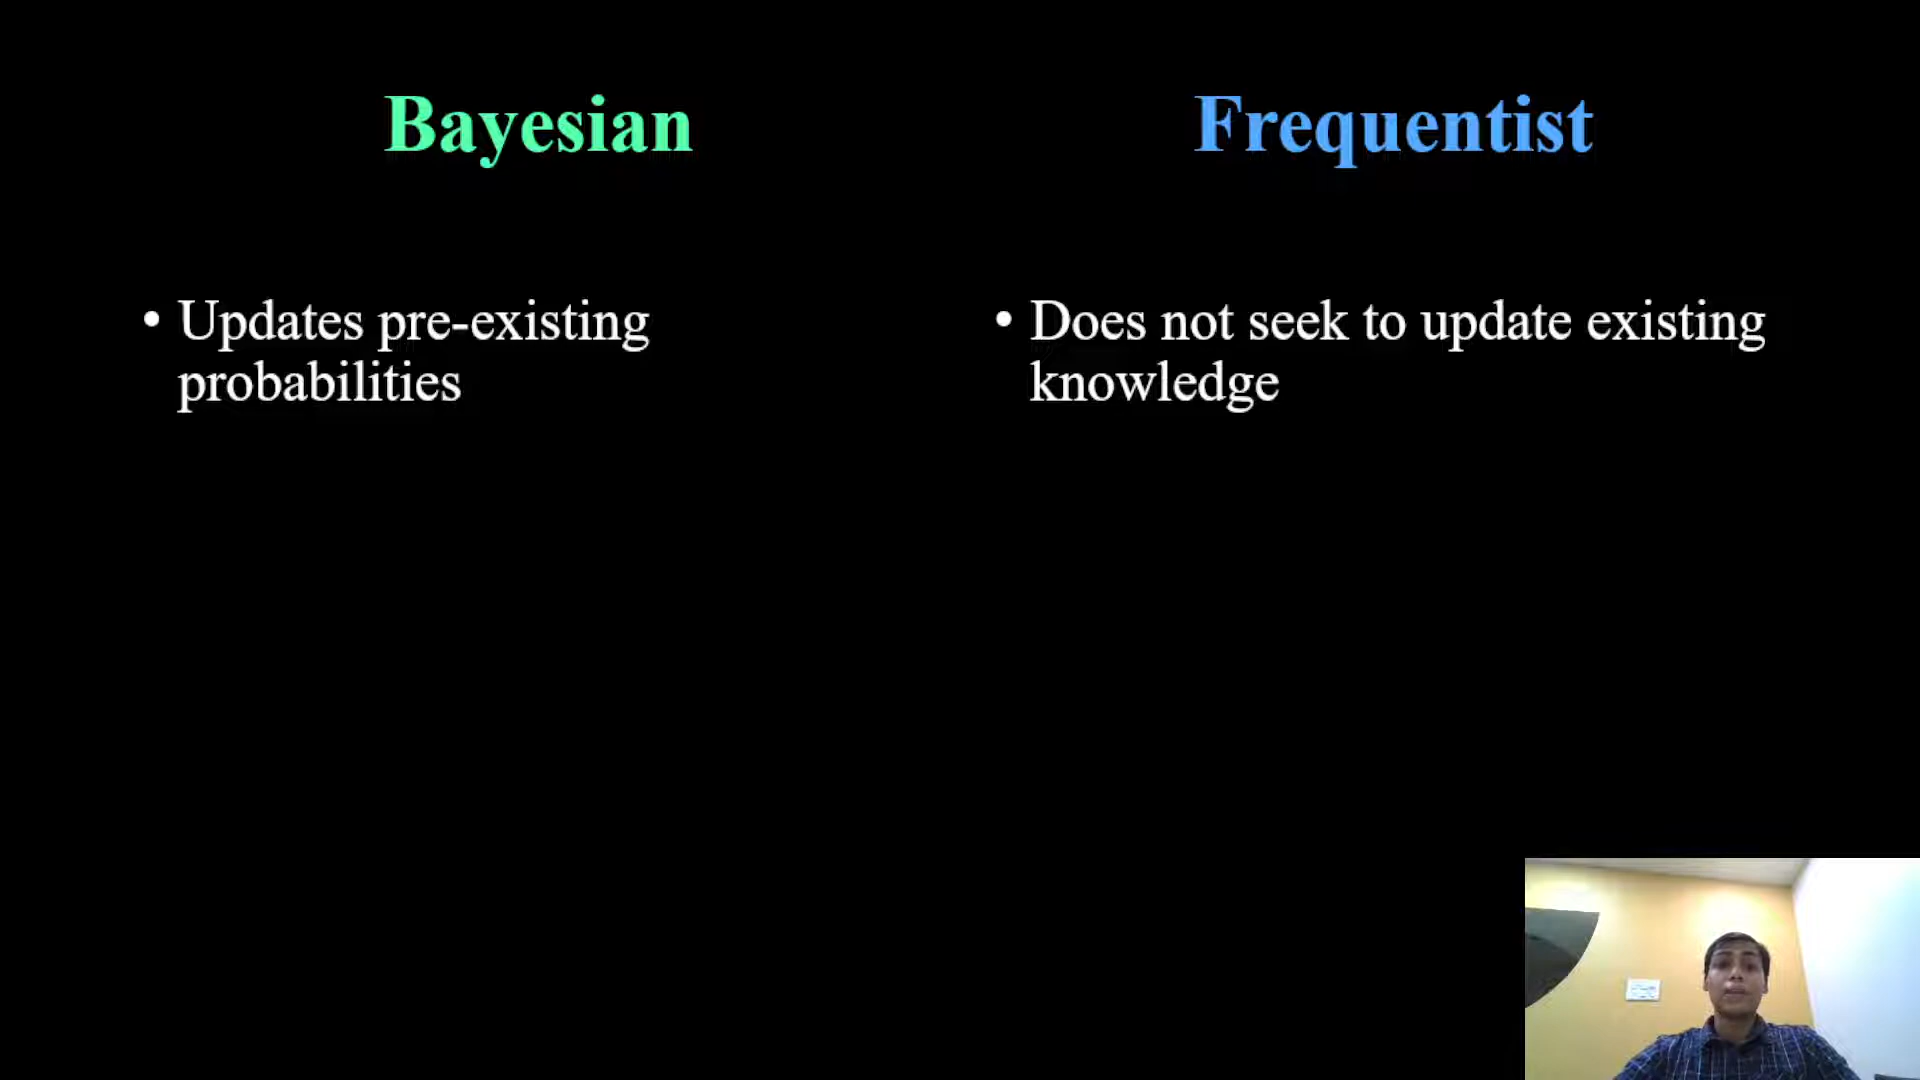 Bayesian
Frequentist
• Updates pre-existing
probabilities
• Does not seek to update existing
knowledge